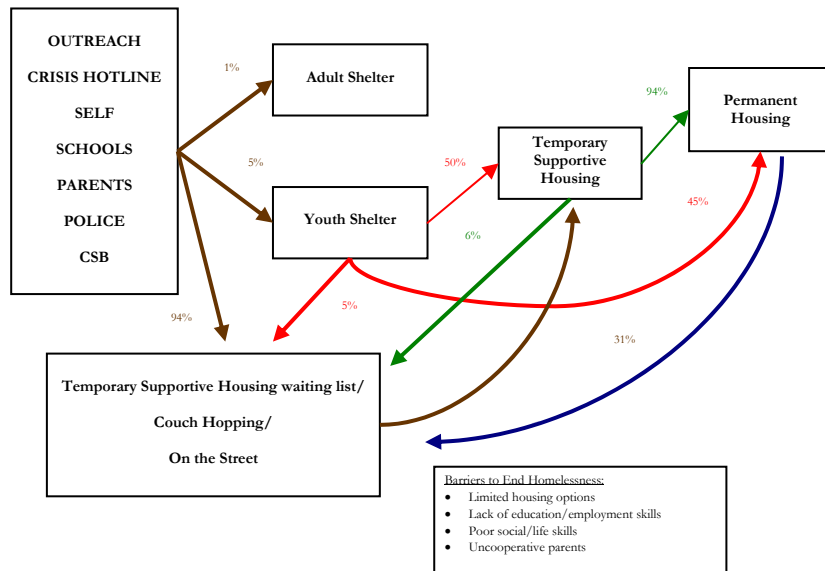 OUTREACH
CRISIS HOTLINE
SELF
SCHOOLS
PARENTS
POLICE
CSB
1%
Adult Shelter
5%
Youth Shelter
94%
50%
Temporary
Supportive
Housing
94%
Permanent
Housing
45%
6%
5%
31%
Temporary Supportive Housing waiting list/
Couch Hopping/
On the Street
Barriers to End Homelessness:
• Limited housing options
• Lack of education/employment skills
• Poor social/life skills
• Uncooperative parents